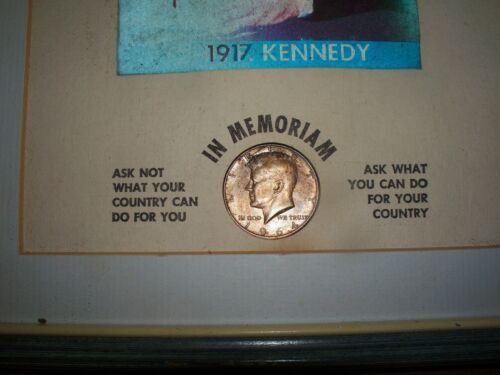 1917. KENNEDY
IN MEMORIAM
ASK NOT
WHAT YOUR
COUNTRY CAN
DO FOR YOU
ASK WHAT
YOU CAN DO
FOR YOUR
COUNTRY
IN GOD WE TRUST
1964